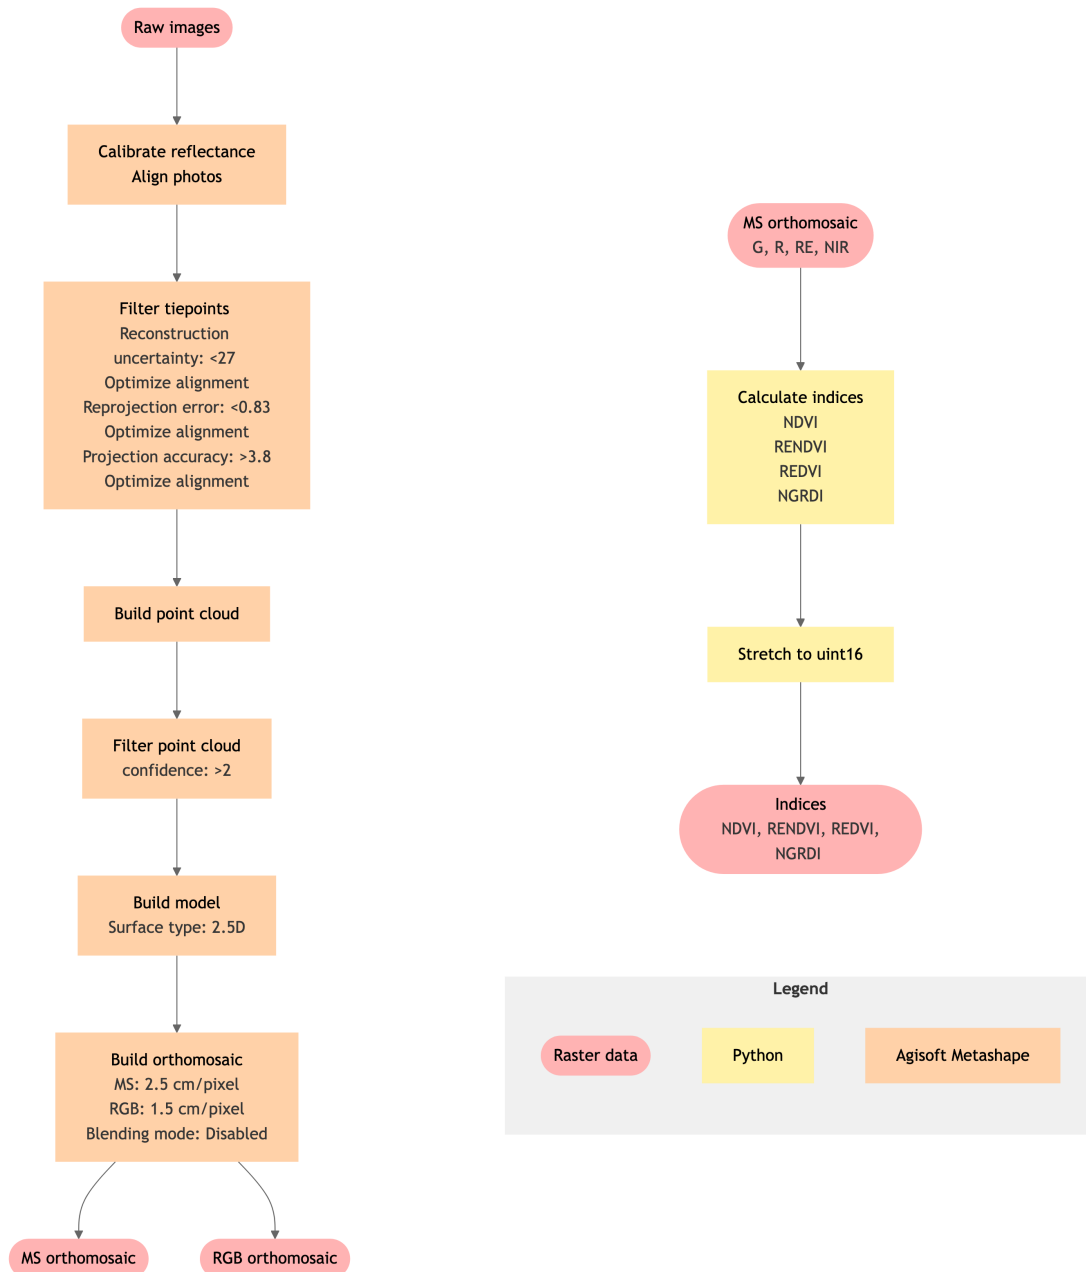 Raw images
Calibrate reflectance
Align photos
Filter tiepoints
Reconstruction
uncertainty: <27
Optimize alignment
Reprojection error: <0.83
Optimize alignment
Projection accuracy: >3.8
Optimize alignment
Build point cloud
Filter point cloud
confidence: >2
Build model
Surface type: 2.5D
Build orthomosaic
MS: 2.5 cm/pixel
RGB: 1.5 cm/pixel
Blending mode: Disabled
MS orthomosaic
RGB orthomosaic
MS orthomosaic
G, R, RE, NIR
Calculate indices
NDVI
RENDVI
REDVI
NGRDI
Stretch to uint16
Indices
NDVI, RENDVI, REDVI,
NGRDI
Legend
Raster data
Python
Agisoft Metashape